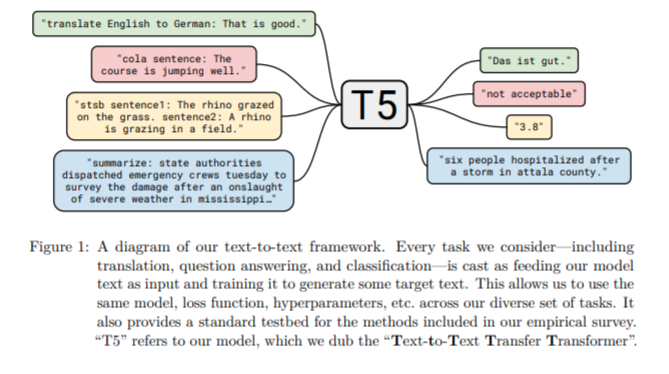 "translate English to German: That is good."
"cola sentence: The
course is jumping well."
"stsb sentence1: The rhino grazed
on the grass. sentence2: A rhino
is grazing in a field."
"summarize: state authorities
dispatched emergency crews tuesday to
survey the damage after an onslaught
of severe weather in mississippi…"
T5
"Das ist gut."
"not acceptable"
"3.8"
"six people hospitalized after
a storm in attala county."
Figure 1: A diagram of our text-to-text framework. Every task we consider—including
translation, question answering, and classification—is cast as feeding our model
text as input and training it to generate some target text. This allows us to use the
same model, loss function, hyperparameters, etc. across our diverse set of tasks. It
also provides a standard testbed for the methods included in our empirical survey.
“T5” refers to our model, which we dub the “Text-to-Text Transfer Transformer”.